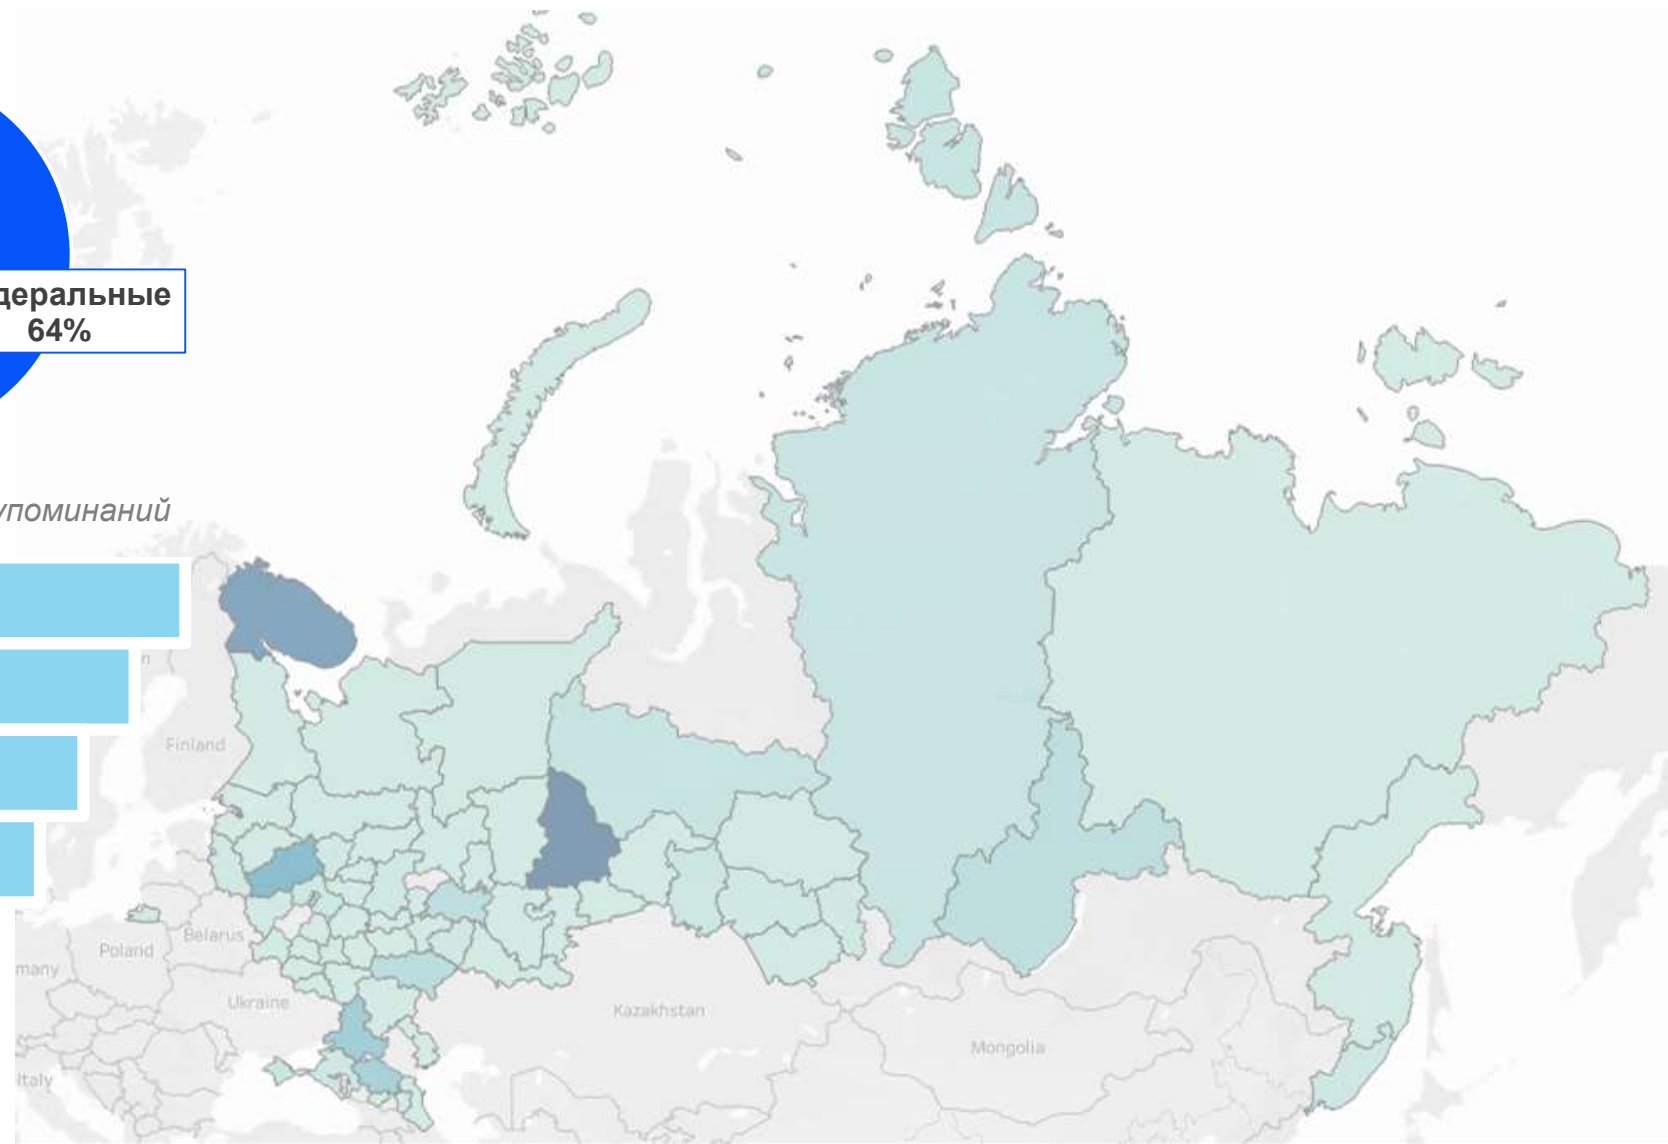 деральные
64%
упоминаний
Finland
Poland
Belarus
many
Ukraine
Kazakhstan
Mongolia
Italy